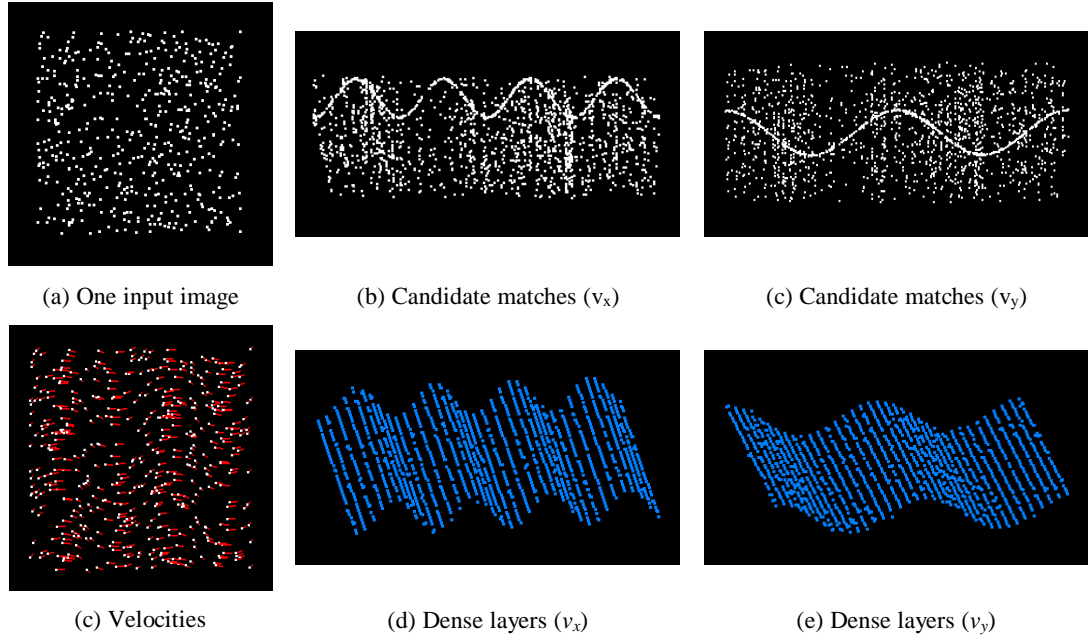 (a) One input image
(b) Candidate matches (vx)
(c) Candidate matches (vy)
(c) Velocities
(d) Dense layers (vx)
(e) Dense layers (vy)